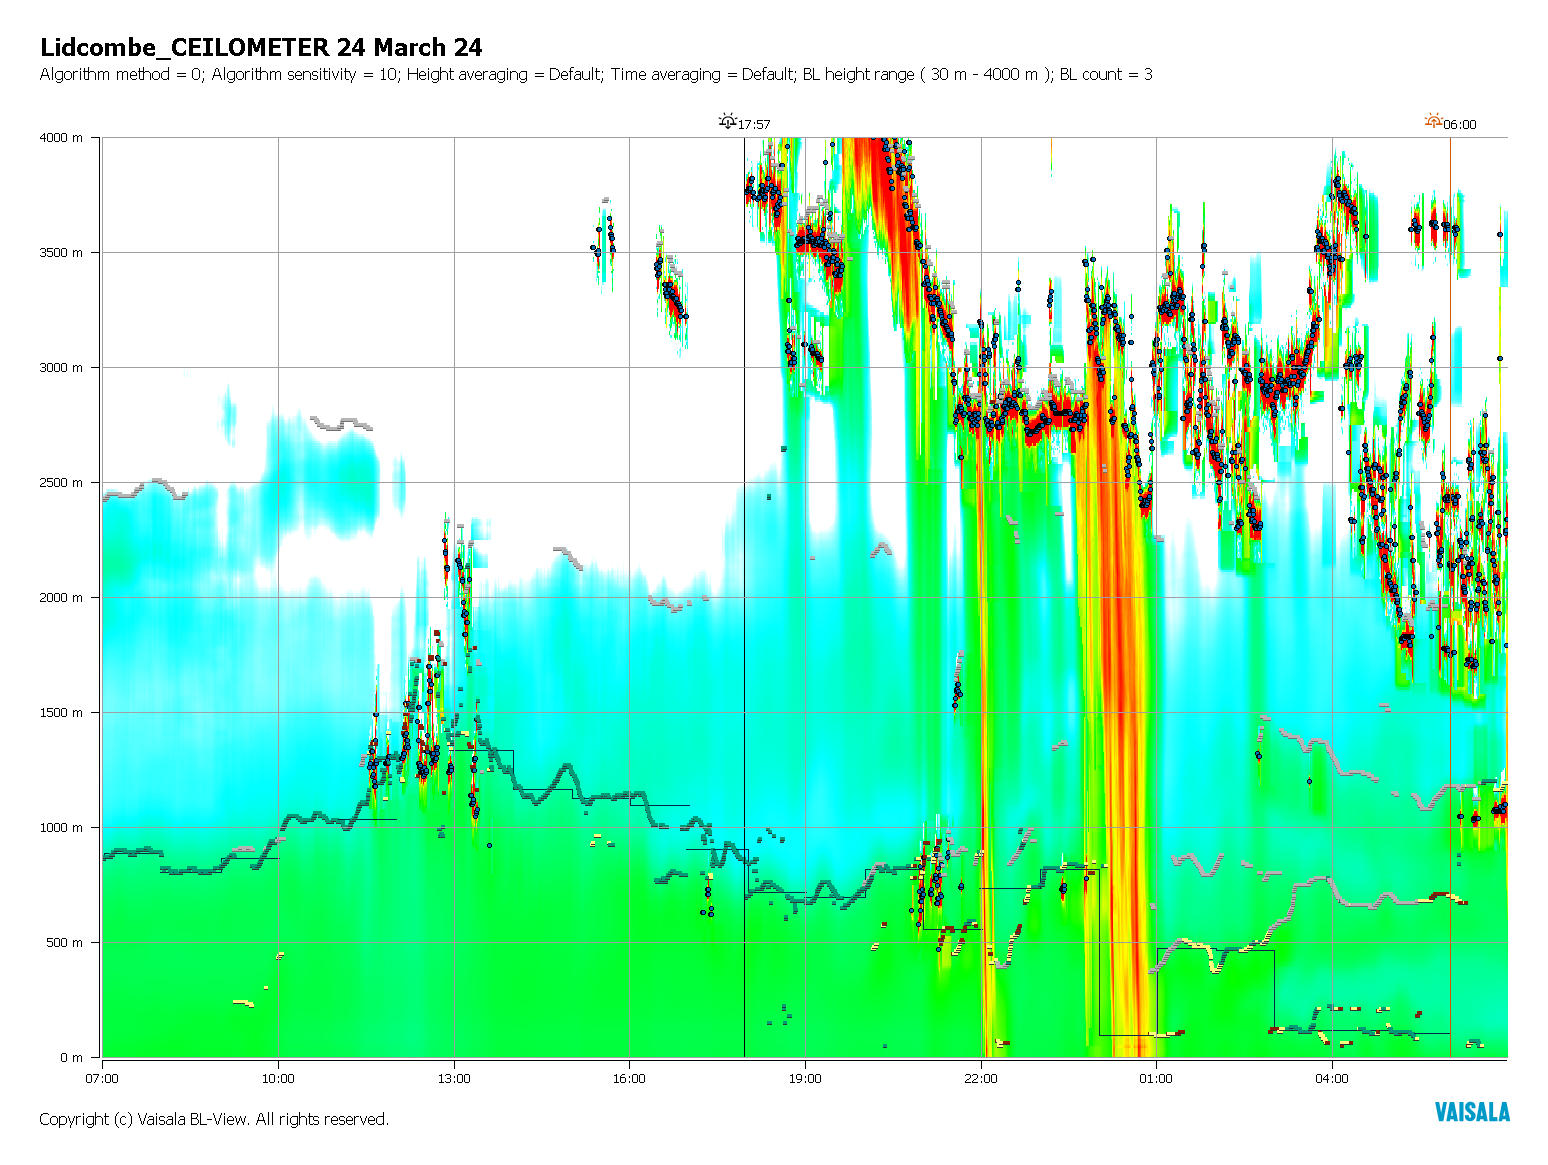 Lidcombe_CEILOMETER 24 March 24
Algorithm method = 0; Algorithm sensitivity = 10; Height averaging = Default; Time averaging = Default; BL height range ( 30 m - 4000 m ); BL count = 3
17:57
06:00
4000 m
3500 m
3000 m
2500 m
2000 m
1500 m
1000 m
500 m
0 m
07:00
10:00
13:00
16:00
19:00
22:00
01:00
04:00
Copyright (c) Vaisala BL-View. All rights reserved.
VAISALA